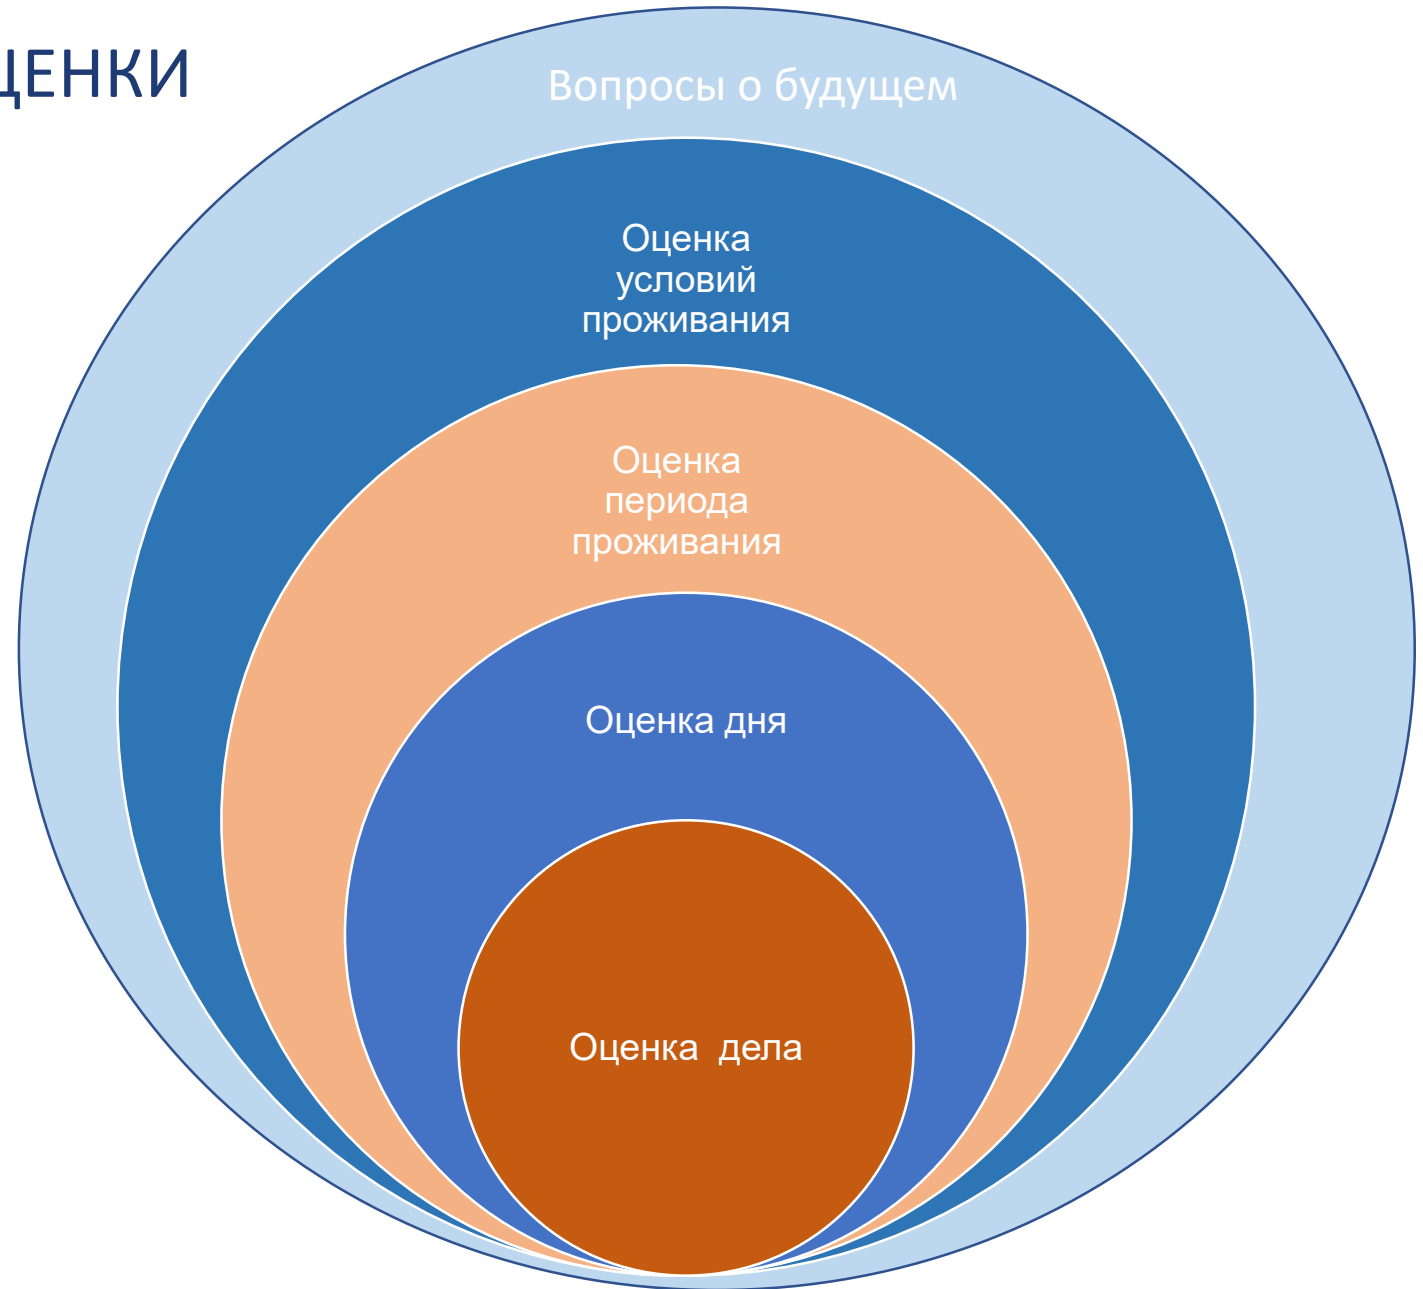 ЦЕНКИ
Вопросы о будущем
Оценка
условий
проживания
Оценка
периода
проживания
Оценка дня
Оценка  дела